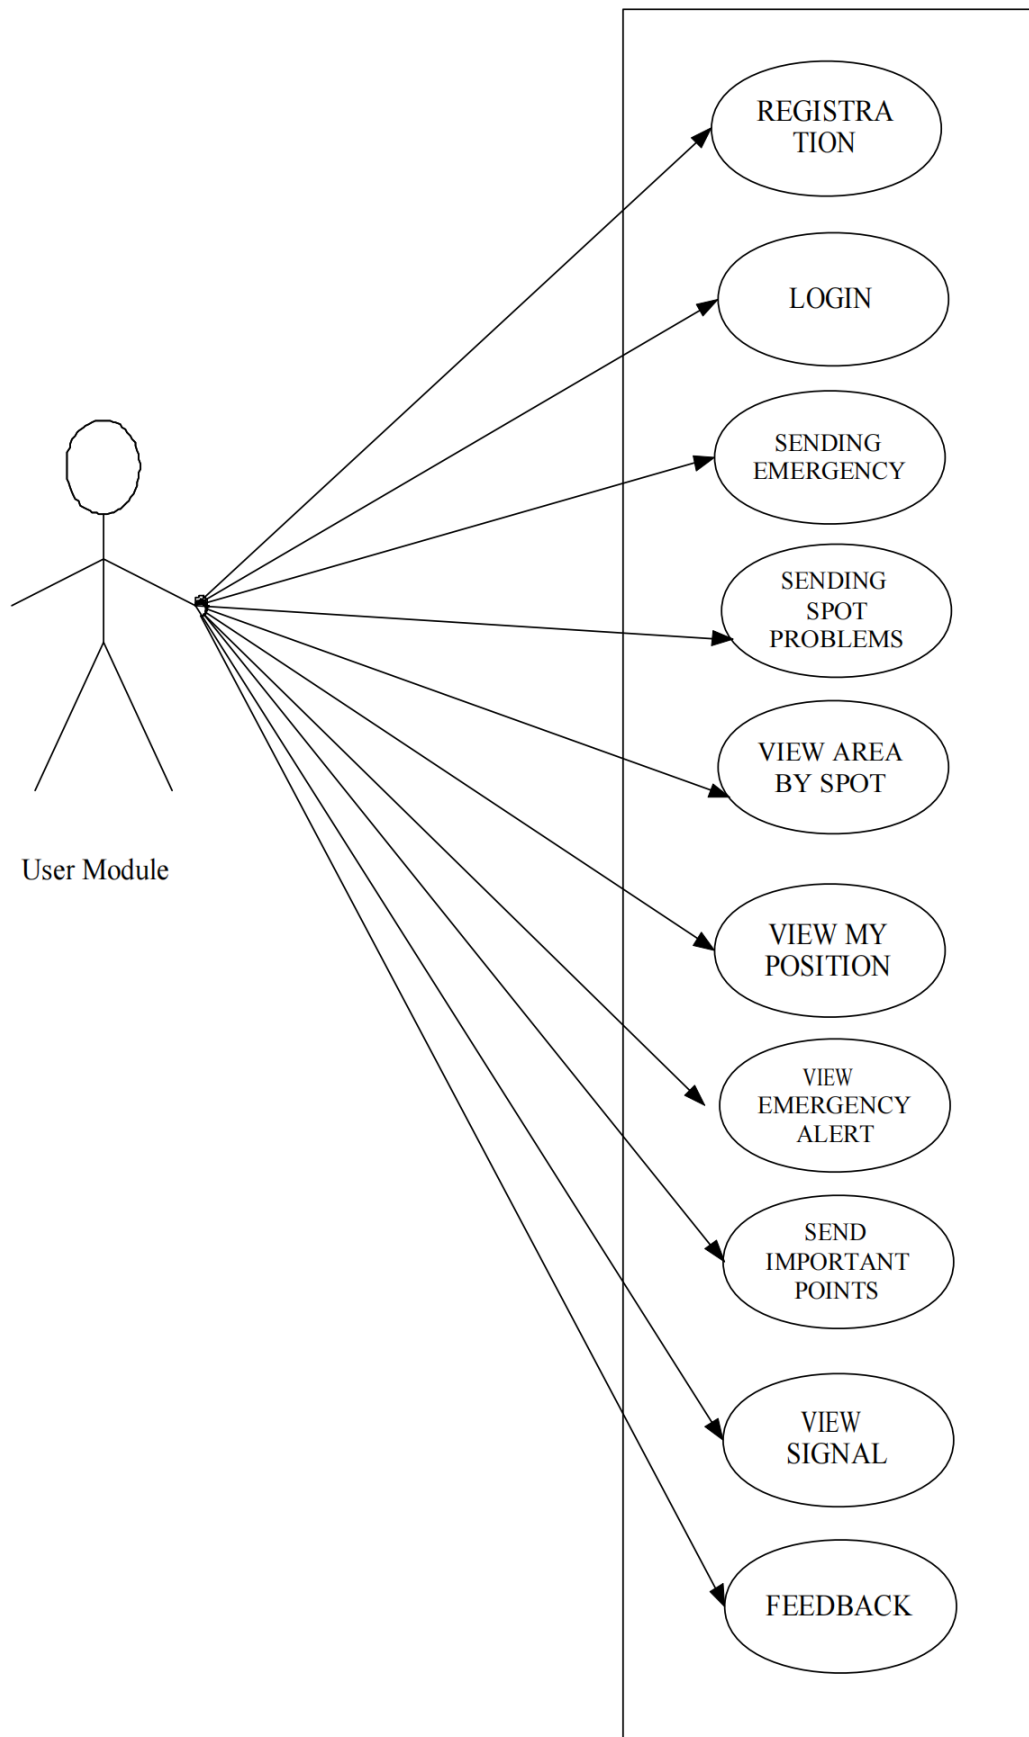 REGISTRA
TION
LOGIN
SENDING
EMERGENCY
SENDING
SPOT
PROBLEMS
VIEW AREA
BY SPOT
User Module
VIEW MY
POSITION
VIEW
EMERGENCY
ALERT
SEND
IMPORTANT
POINTS
VIEW
SIGNAL
FEEDBACK